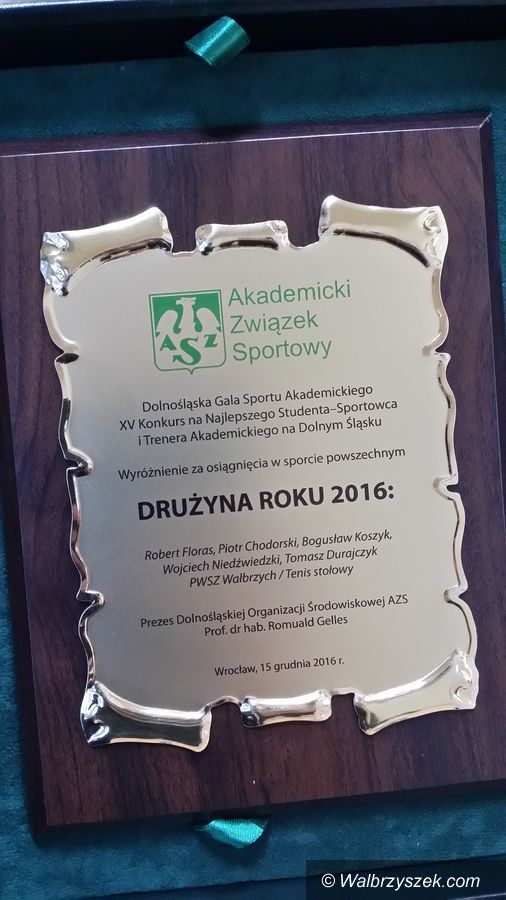 AZS
Akademicki
Związek
Sportowy
Dolnośląska Gala Sportu Akademickiego
XV Konkurs na Najlepszego Studenta–Sportowca
i Trenera Akademickiego na Dolnym Śląsku
Wyróżnienie za osiągnięcia w sporcie powszechnym
DRUŻYNA ROKU 2016:
Robert Floras, Piotr Chodorski, Bogusław Koszyk,
Wojciech Niedźwiedzki, Tomasz Durajczyk
PWSZ Wałbrzych / Tenis stołowy
Prezes Dolnośląskiej Organizacji Środowiskowej AZS
Prof. dr hab. Romuald Gelles
Wrocław, 15 grudnia 2016 r.
© Walbrzyszek.com